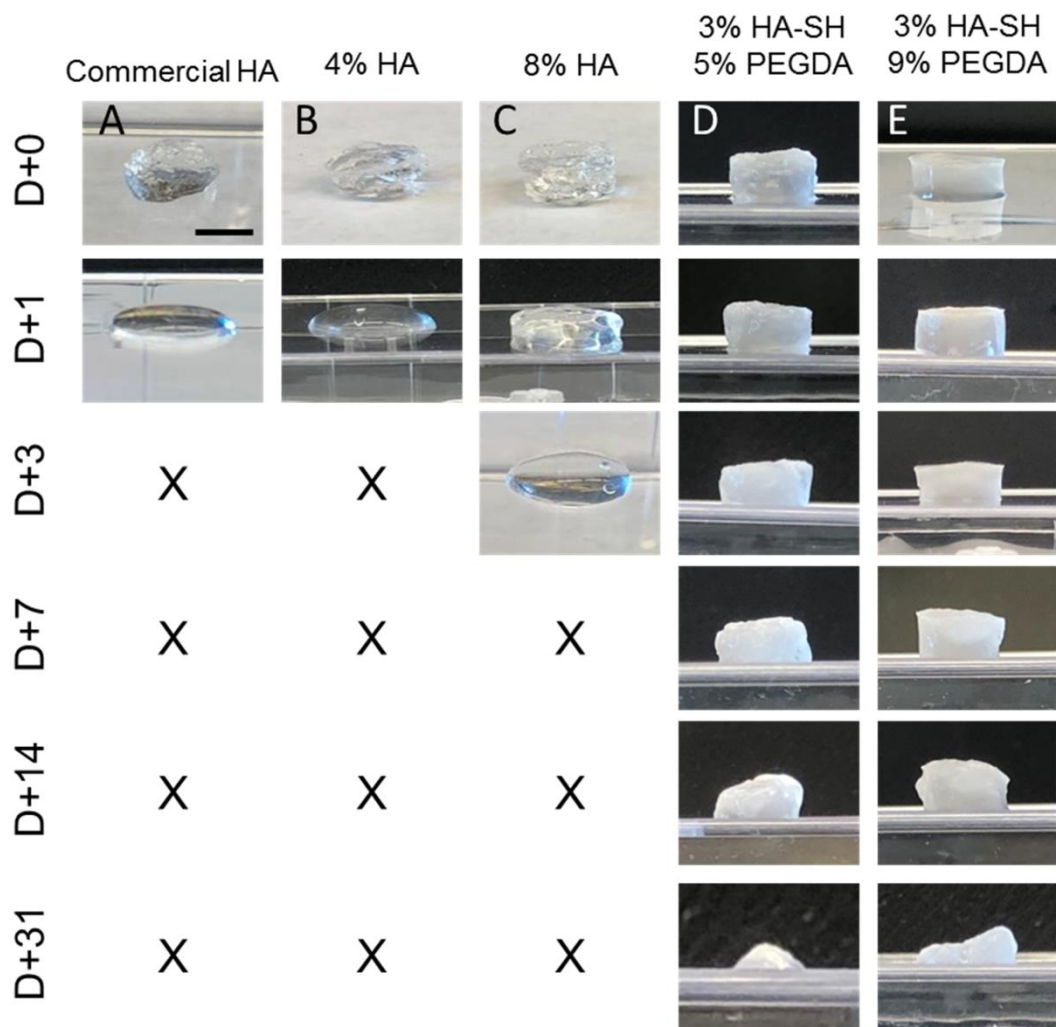 3% HA-SH 3% HA-SH
Commercial HA 4% HA 8% HA 5% PEGDA 9% PEGDA
D+0 A B C D E
D+1
D+3 X X
D+7 X X X
D+14 X X X
D+31 X X X